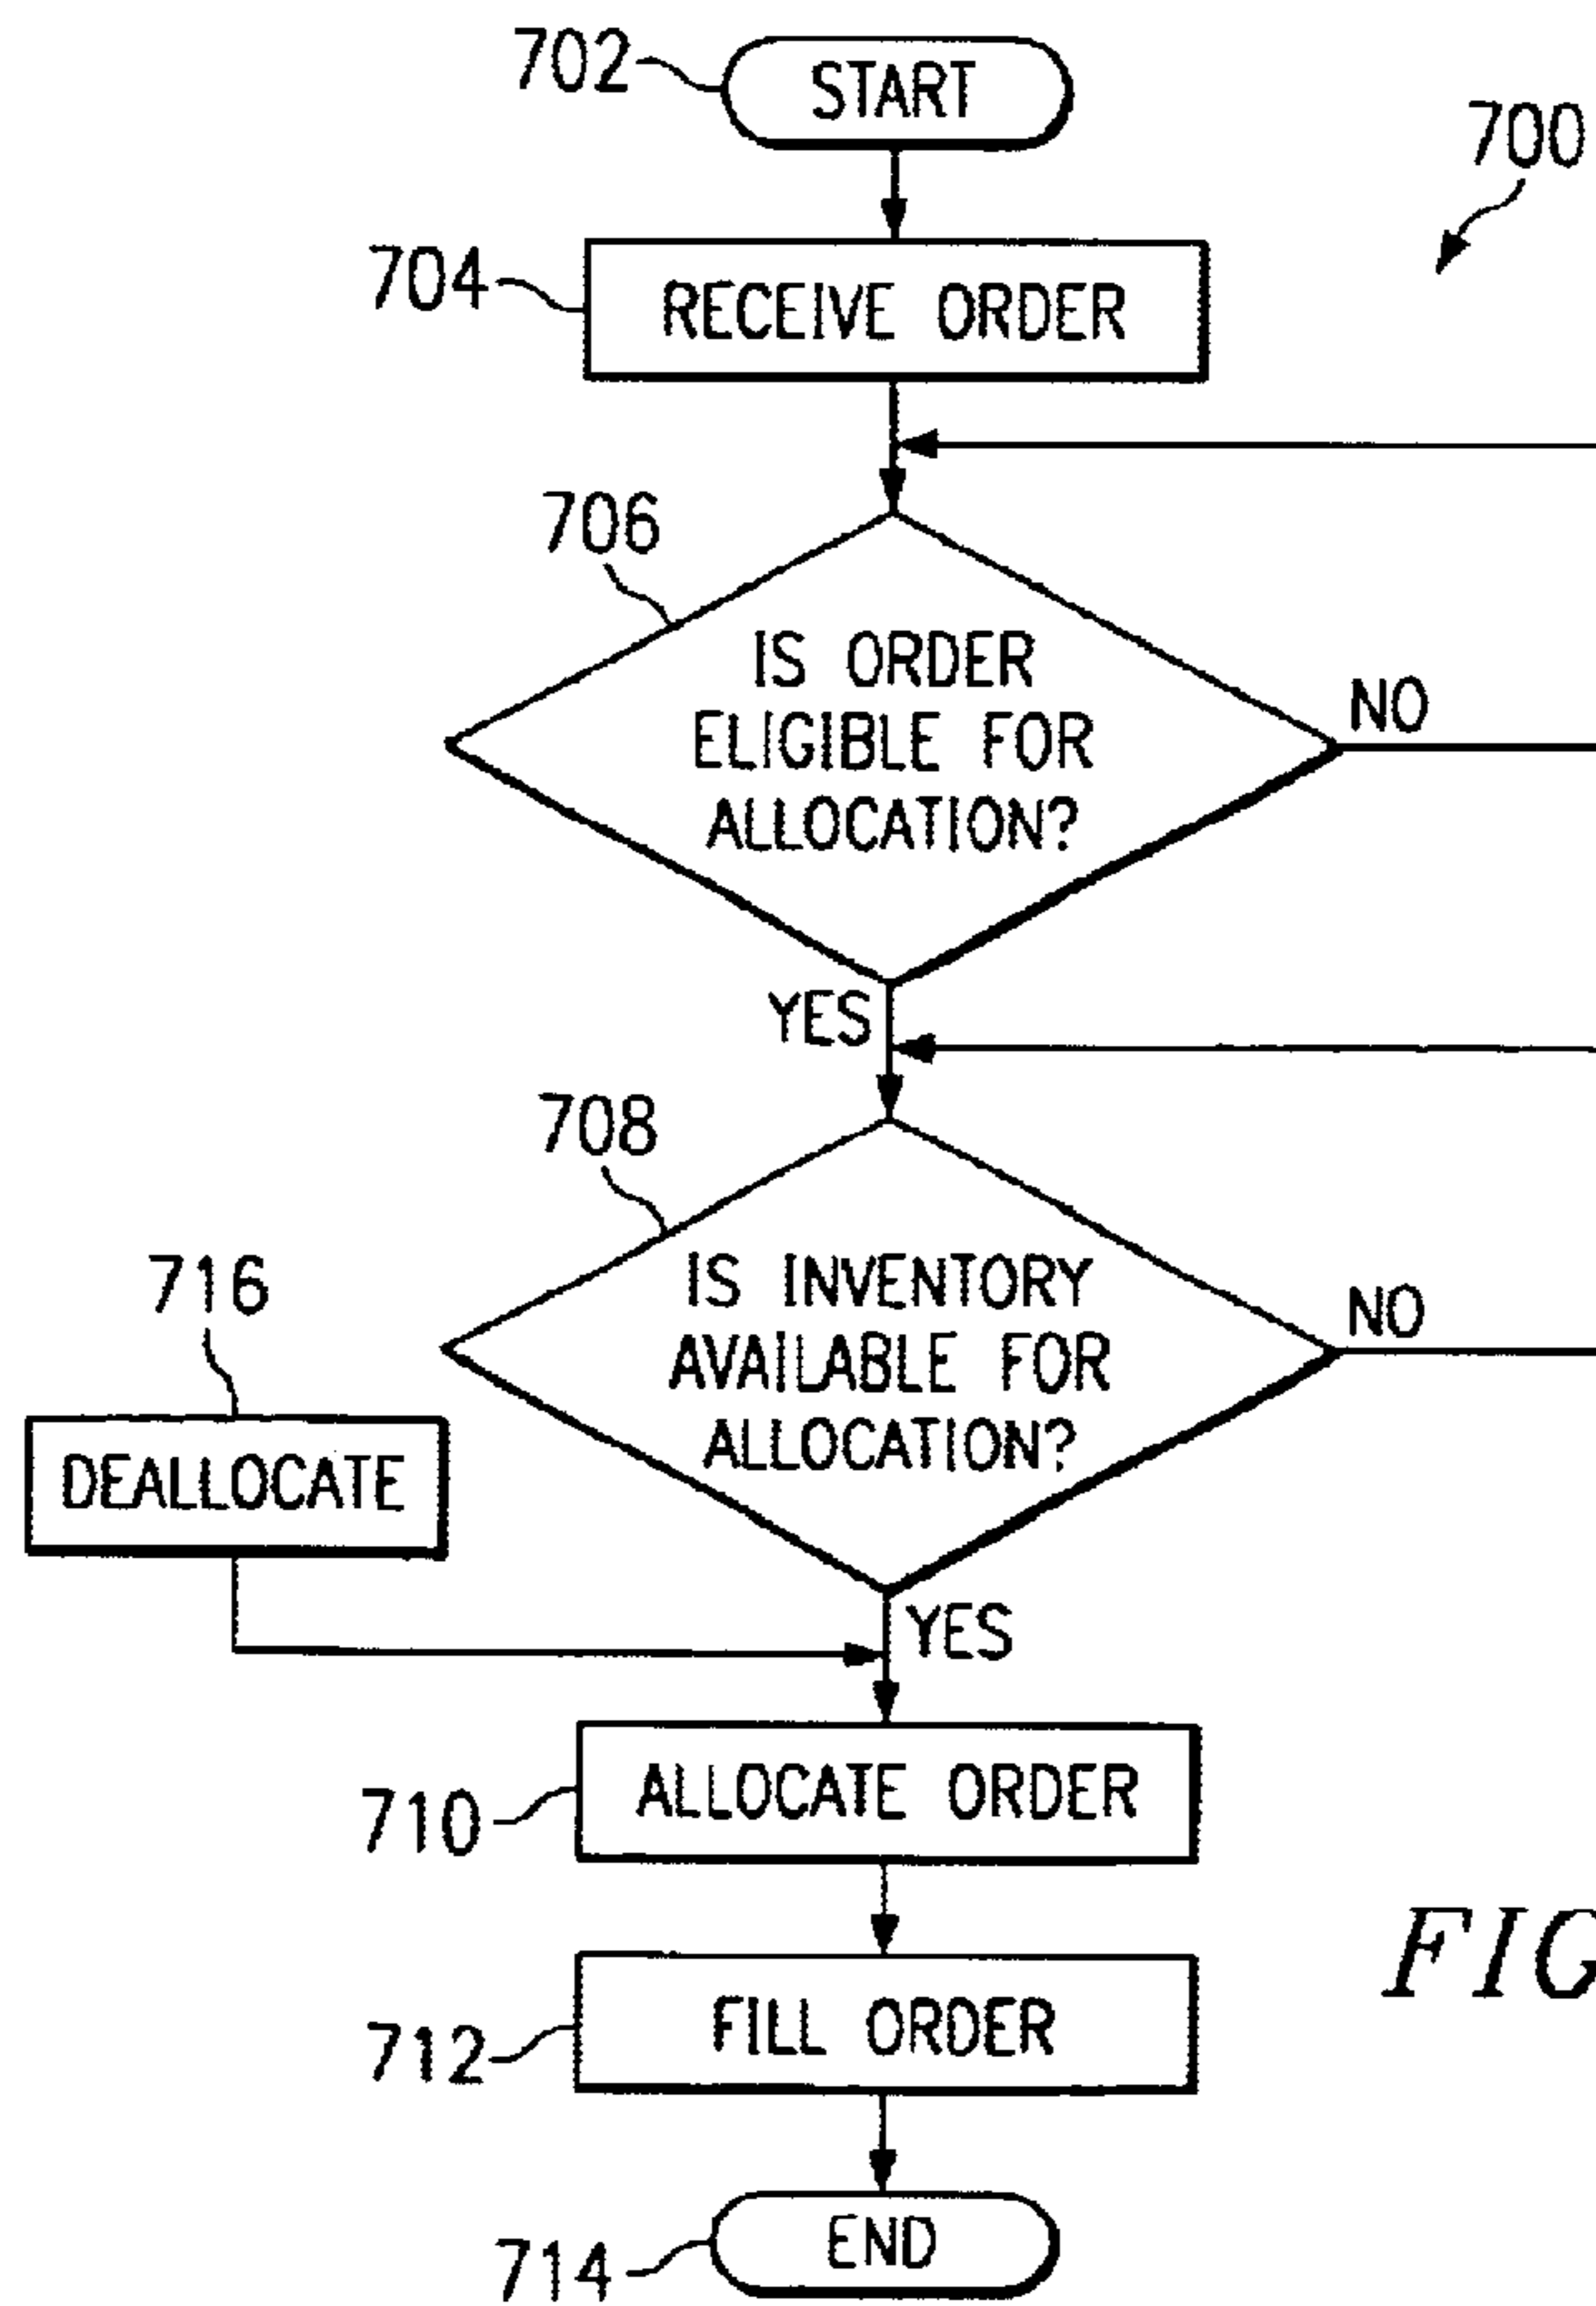 702
START
700
704
RECEIVE ORDER
706
IS ORDER
ELIGIBLE FOR
ALLOCATION?
NO
YES
708
IS INVENTORY
AVAILABLE FOR
ALLOCATION?
NO
716
DEALLOCATE
YES
710
ALLOCATE ORDER
FIG
712
FILL ORDER
714
END